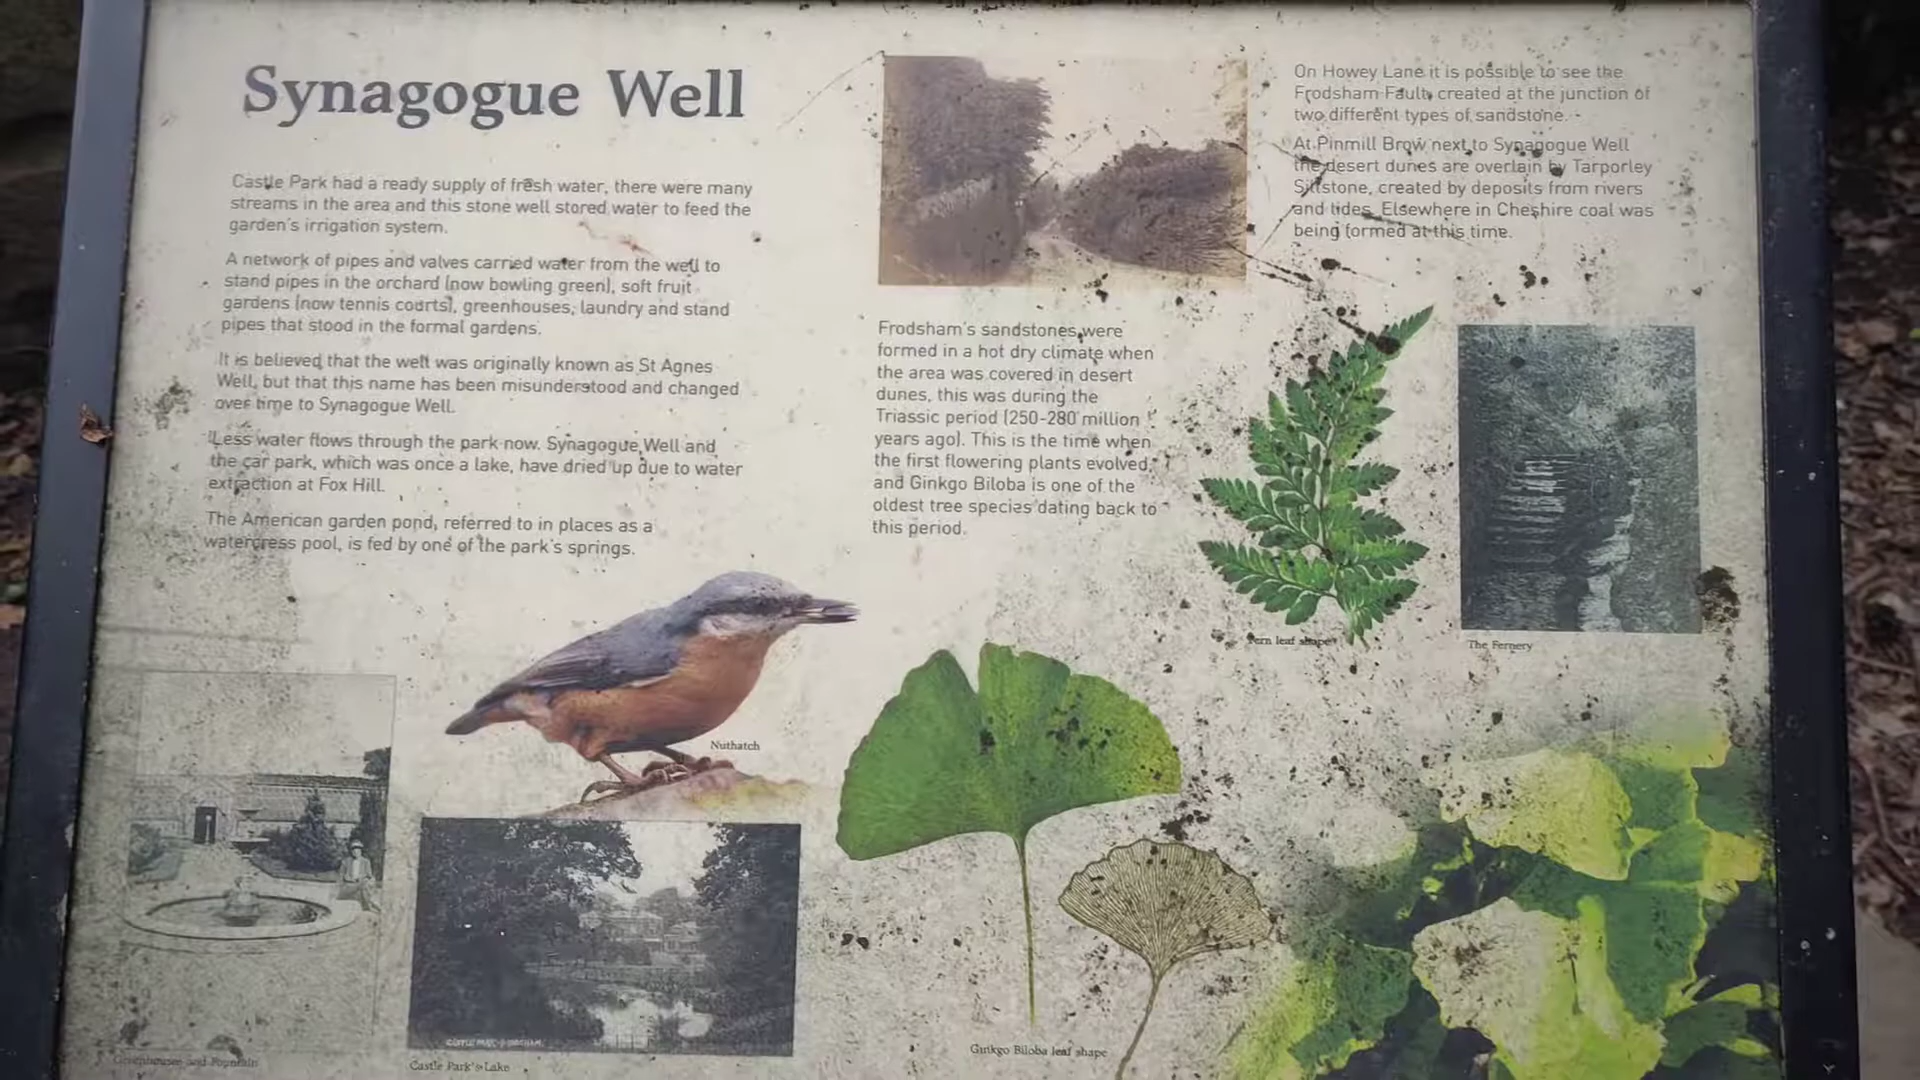 Synagogue Well
Castle Park had a ready supply of fresh water, there were many
streams in the area and this stone well stored water to feed the
garden's irrigation system.
A network of pipes and valves carried water from the well to
stand pipes in the orchard (now bowling green), soft fruit
gardens (now tennis courts), greenhouses, laundry and stand
pipes that stood in the formal gardens.
It is believed that the well was originally known as St Agnes
Well, but that this name has been misunderstood and changed
over time to Synagogue Well.
Less water flows through the park now. Synagogue Well and
the car park, which was once a lake, have dried up due to water
extraction at Fox Hill.
The American garden pond, referred to in places as a
watercress pool, is fed by one of the park's springs.
Nuthatch
Greenhouses and Fountain
Castle Park's Lake
Frodsham's sandstones were
formed in a hot dry climate when
the area was covered in desert
dunes, this was during the
Triassic period (250-280 million
years ago). This is the time when
the first flowering plants evolved,
and Ginkgo Biloba is one of the
oldest tree species dating back to
this period.
Ginkgo Biloba leaf shape
On Howey Lane it is possible to see the
Frodsham Fault, created at the junction of
two different types of sandstone.
At Pinmill Brow next to Synagogue Well
the desert dunes are overlain by Tarporley
Siltstone, created by deposits from rivers
and tides. Elsewhere in Cheshire coal was
being formed at this time.
Fern leaf shape
The Fernery